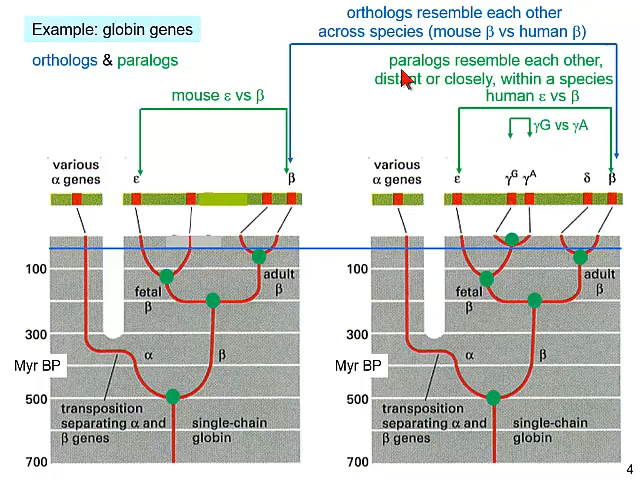 Example: globin genes
orthologs & paralogs
orthologs resemble each other
across species (mouse β vs human β)
paralogs resemble each other,
distant or closely, within a species
mouse ε vs β
human ε vs β
γG vs γA
various
α genes
ε
β
100
300
Myr BP
500
700
fetal
β
adult
β
α
β
transposition
separating α and
β genes
single-chain
globin
various
α genes
ε
γG
γA
δ
β
100
300
Myr BP
500
700
fetal
β
adult
β
α
β
transposition
separating α and
β genes
single-chain
globin
4